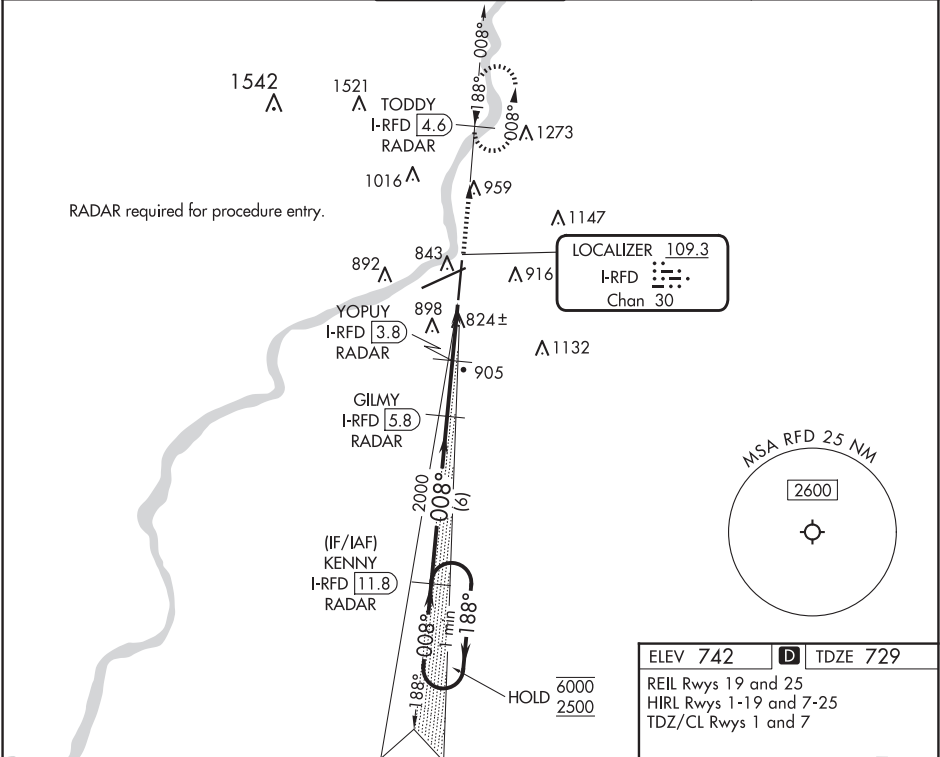 008°
188°
008°
1542
1521
TODDY
I-RFD 4.6
RADAR
1273
1016
959
RADAR required for procedure entry.
1147
LOCALIZER 109.3
I-RFD
Chan 30
892
843
916
YOPUY
I-RFD 3.8
RADAR
898
824±
1132
905
GILMY
I-RFD 5.8
RADAR
MSA RFD 25 NM
2600
2000
008°
(6)
(IF/IAF)
KENNY
I-RFD 11.8
RADAR
008°
1 min
188°
188°
HOLD 6000
2500
ELEV 742 D TDZE 729
REIL Rwys 19 and 25
HIRL Rwys 1-19 and 7-25
TDZ/CL Rwys 1 and 7